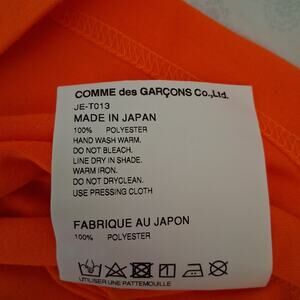 COMME des GARÇONS Co.,Ltd.
JE-T013
MADE IN JAPAN
100% POLYESTER
HAND WASH WARM.
DO NOT BLEACH.
LINE DRY IN SHADE.
WARM IRON.
DO NOT DRYCLEAN.
USE PRESSING CLOTH
FABRIQUE AU JAPON
100% POLYESTER
UTILISER UNE PATTEMOUILLE